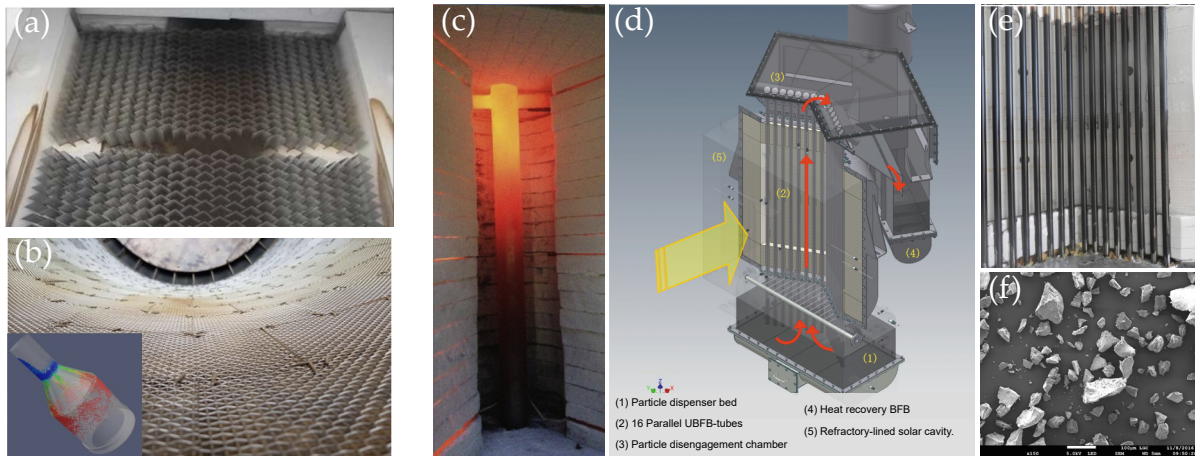 (a)
(b)
(c)
(d)
(3)
(5)
(2)
(4)
(1)
(1) Particle dispenser bed
(2) 16 Parallel UBFB-tubes
(3) Particle disengagement chamber
(4) Heat recovery BFB
(5) Refractory-lined solar cavity.
(e)
(f)